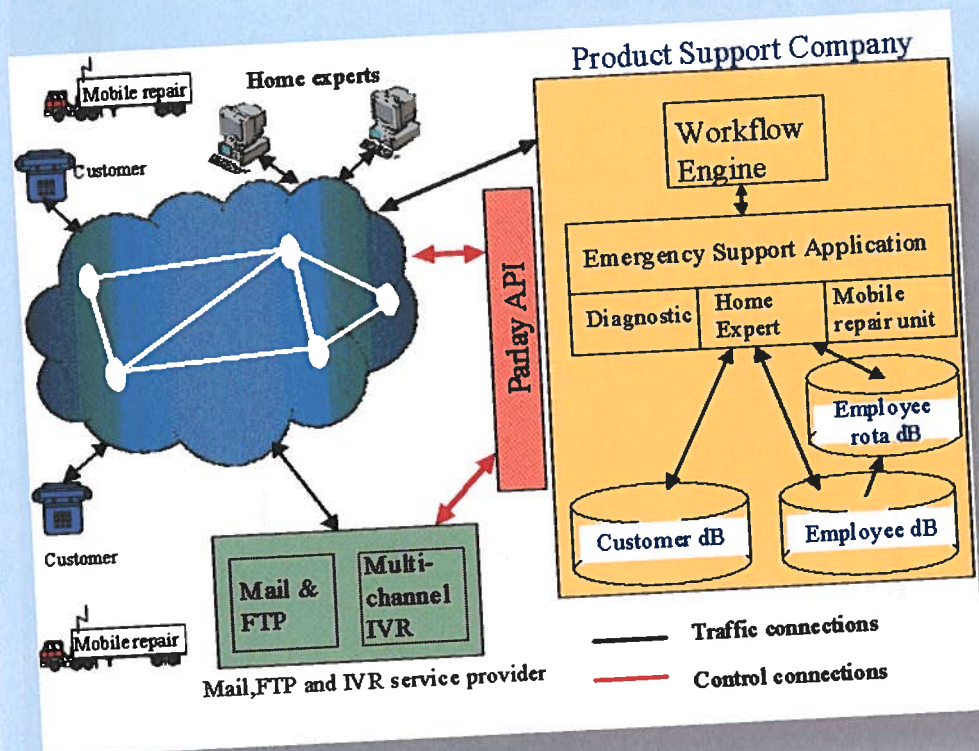 Product Support Company
Mobile repair
Home experts
Customer
Workflow
Engine
Emergency Support Application
Diagnostic
Home
Expert
Mobile
repair unit
Parlay API
Employee
rota dB
Customer dB
Employee dB
Customer
Mail &
FTP
Multi-
channel
IVR
Mobile repair
Mail,FTP and IVR service provider
Traffic connections
Control connections